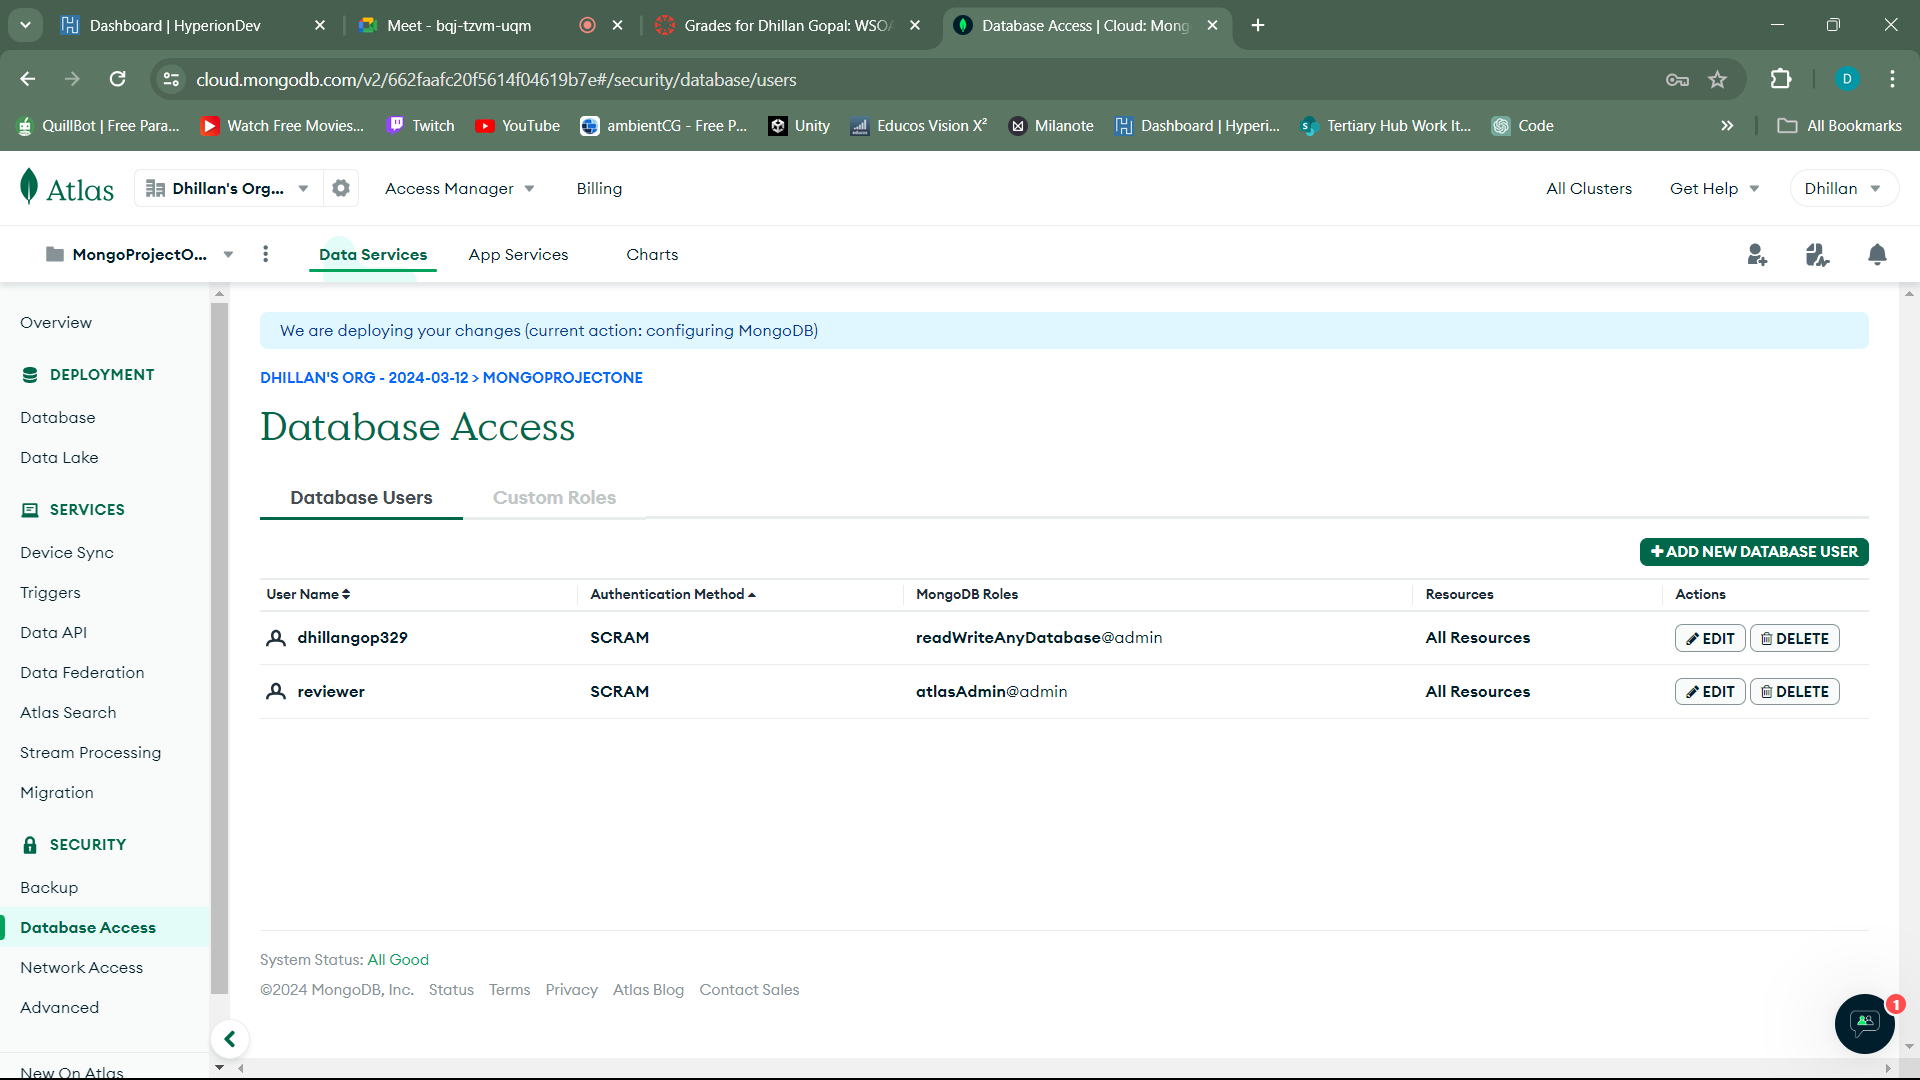 Dashboard | HyperionDev
Meet - bqj-tzvm-uqm
Grades for Dhillan Gopal: WSOA
Database Access | Cloud: Mong
cloud.mongodb.com/v2/662faafc20f5614f04619b7e#/security/database/users
D
QuillBot | Free Para...
Watch Free Movies...
Twitch
YouTube
ambientCG - Free P...
Unity
Educos Vision X²
Milanote
Dashboard | Hyperi...
Tertiary Hub Work It...
Code
All Bookmarks
Atlas
Dhillan's Org...
Access Manager
Billing
All Clusters
Get Help
Dhillan
MongoProjectO...
Data Services
App Services
Charts
Overview
DEPLOYMENT
Database
Data Lake
SERVICES
Device Sync
Triggers
Data API
Data Federation
Atlas Search
Stream Processing
Migration
SECURITY
Backup
Database Access
Network Access
Advanced
New On Atlas
We are deploying your changes (current action: configuring MongoDB)
DHILLAN'S ORG - 2024-03-12 > MONGOPROJECTONE
Database Access
Database Users
Custom Roles
+ ADD NEW DATABASE USER
User Name Authentication Method MongoDB Roles Resources Actions
dhillangop329 SCRAM readWriteAnyDatabase@admin All Resources EDIT DELETE
reviewer SCRAM atlasAdmin@admin All Resources EDIT DELETE
System Status: All Good
©2024 MongoDB, Inc. Status Terms Privacy Atlas Blog Contact Sales
1